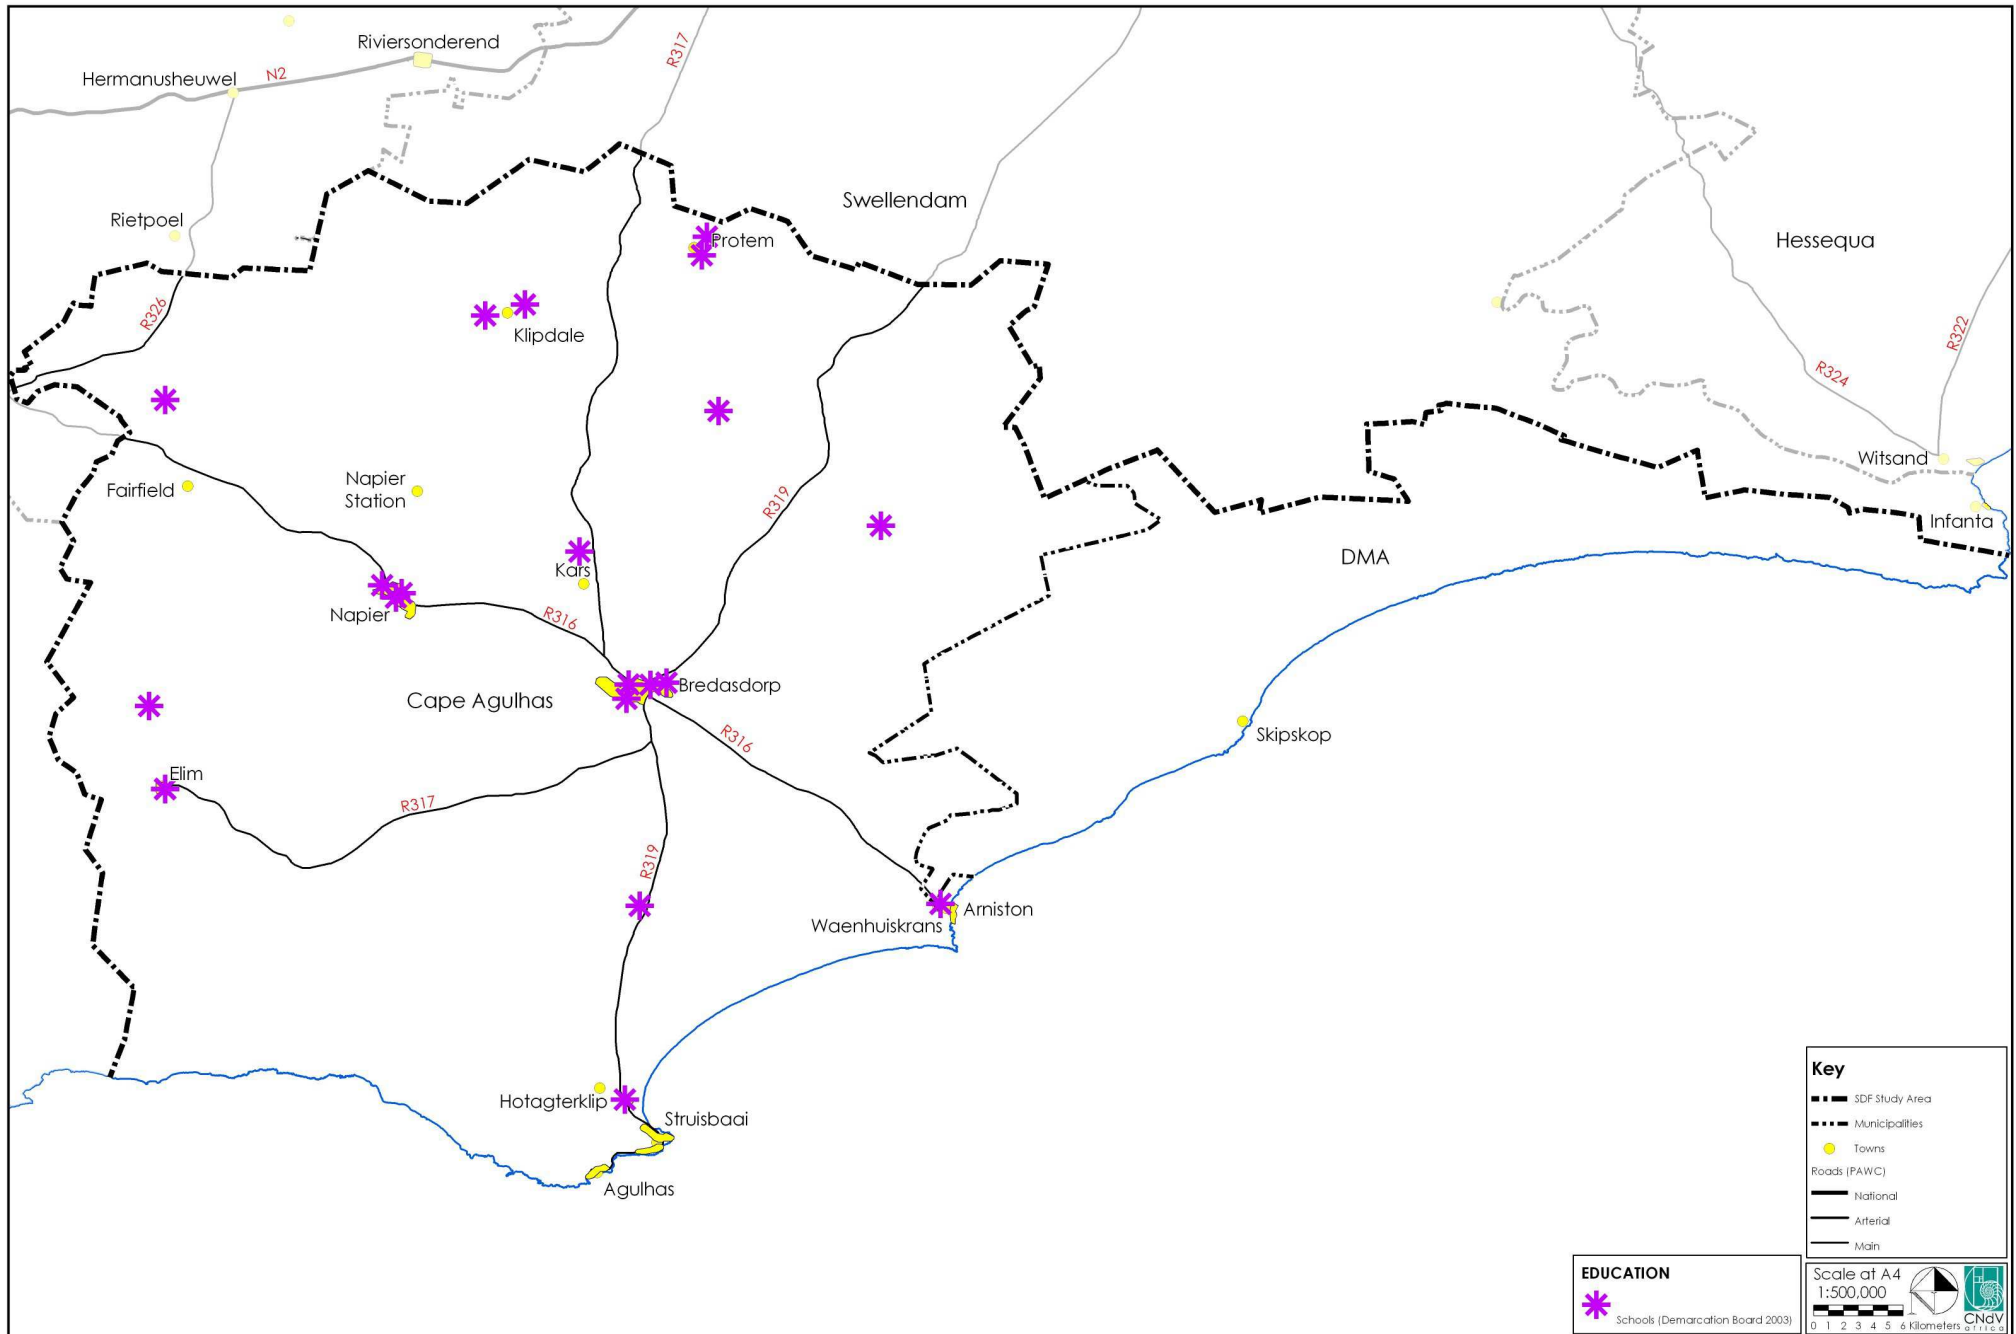 Riviersonderend
R317
Hermanusheuwel
N2
Swellendam
Rietpoel
Protem
Hessequa
R326
Klipdale
R322
R324
Napier
Station
Fairfield
R319
Witsand
Infanta
DMA
Kars
Napier
R316
Cape Agulhas
Bredasdorp
R316
Skipskop
Elim
R317
R319
Arniston
Waenhuiskrans
Hotagterklip
Struisbaai
Agulhas
Key
SDF Study Area
Municipalities
Towns
Roads (PAWC)
National
Arterial
Main
EDUCATION
Schools (Demarcation Board 2003)
Scale at A4
1:500,000
0 1 2 3 4 5 6 Kilometers
CNdV
africa